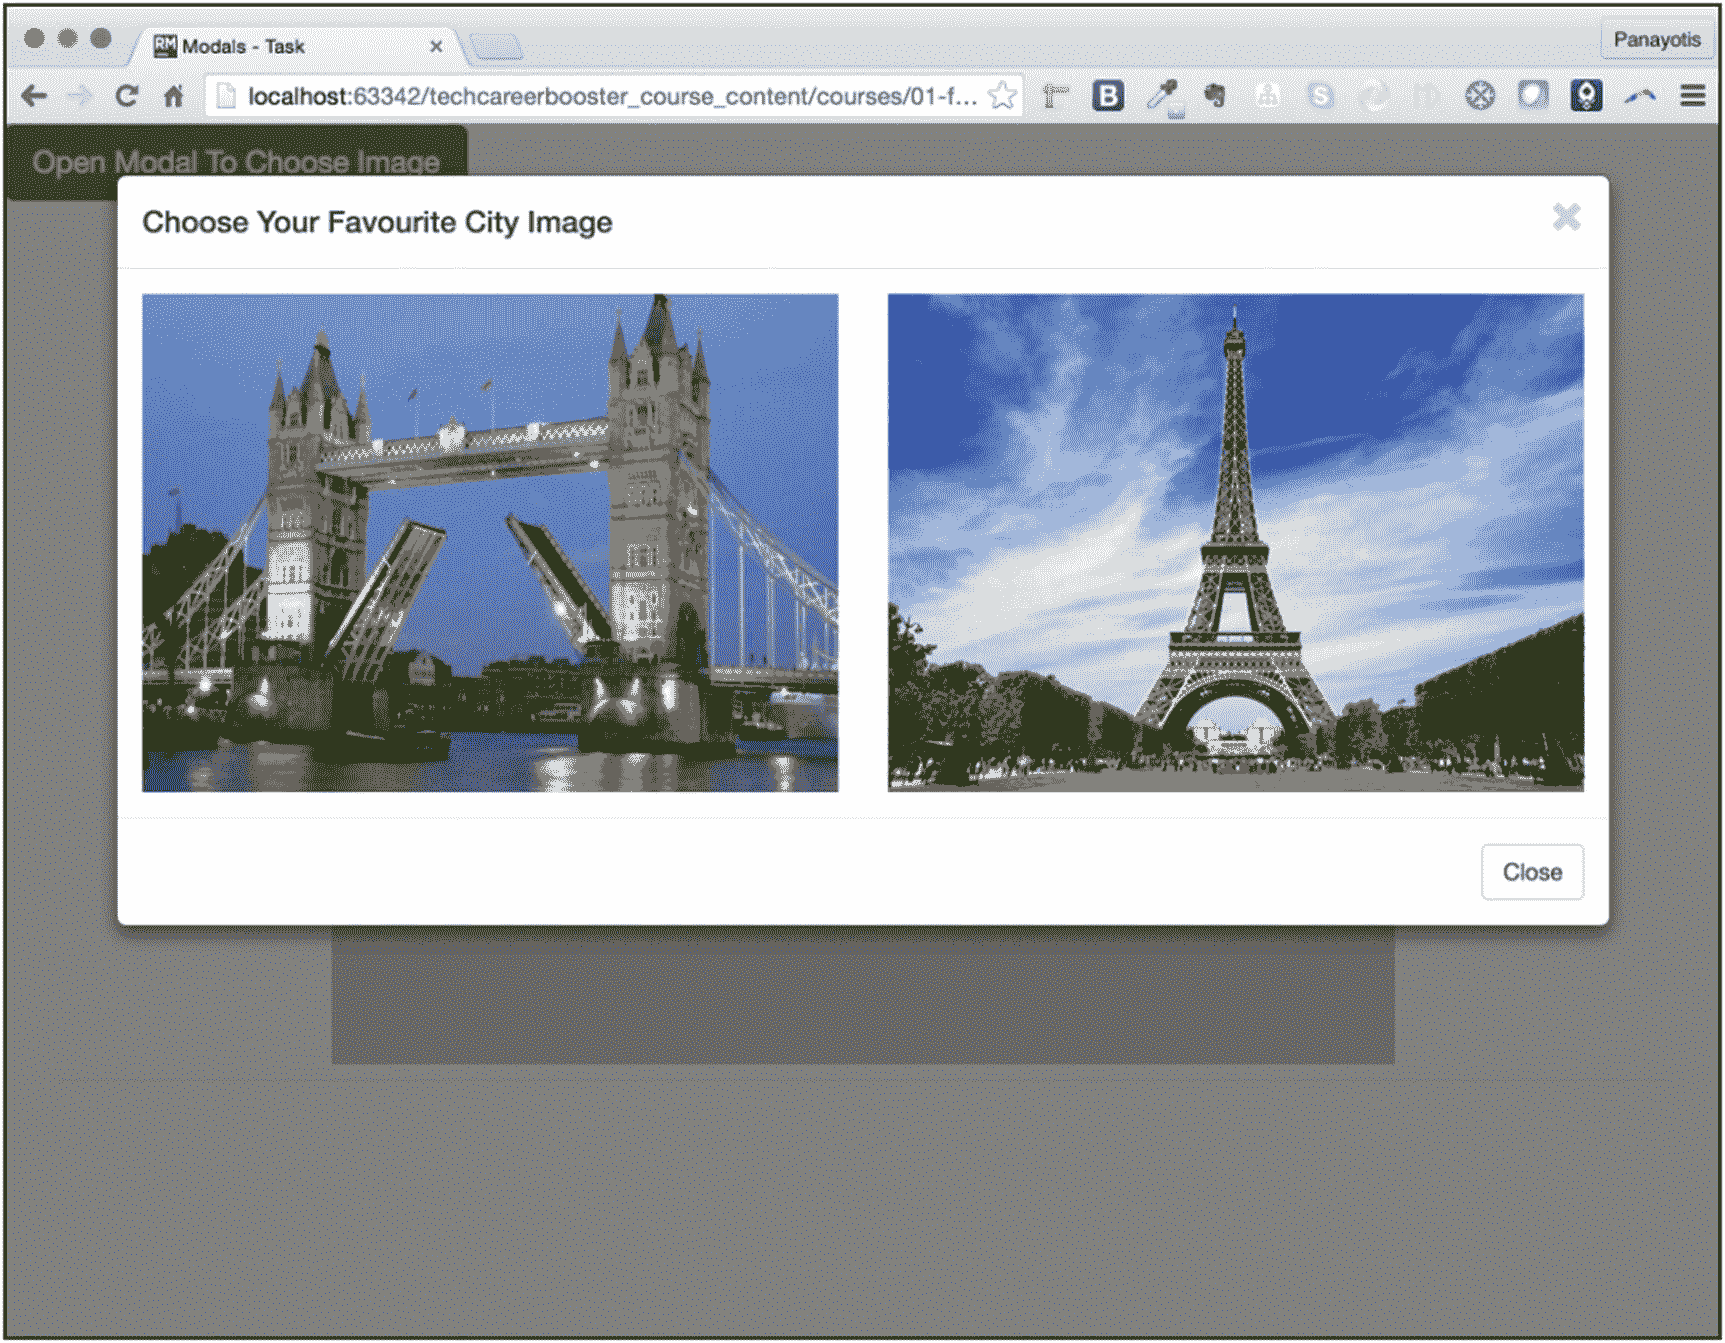 Modals - Task
Panayotis
localhost:63342/techcareerbooster_course_content/courses/01-f...
Open Modal To Choose Image
Choose Your Favourite City Image
Close